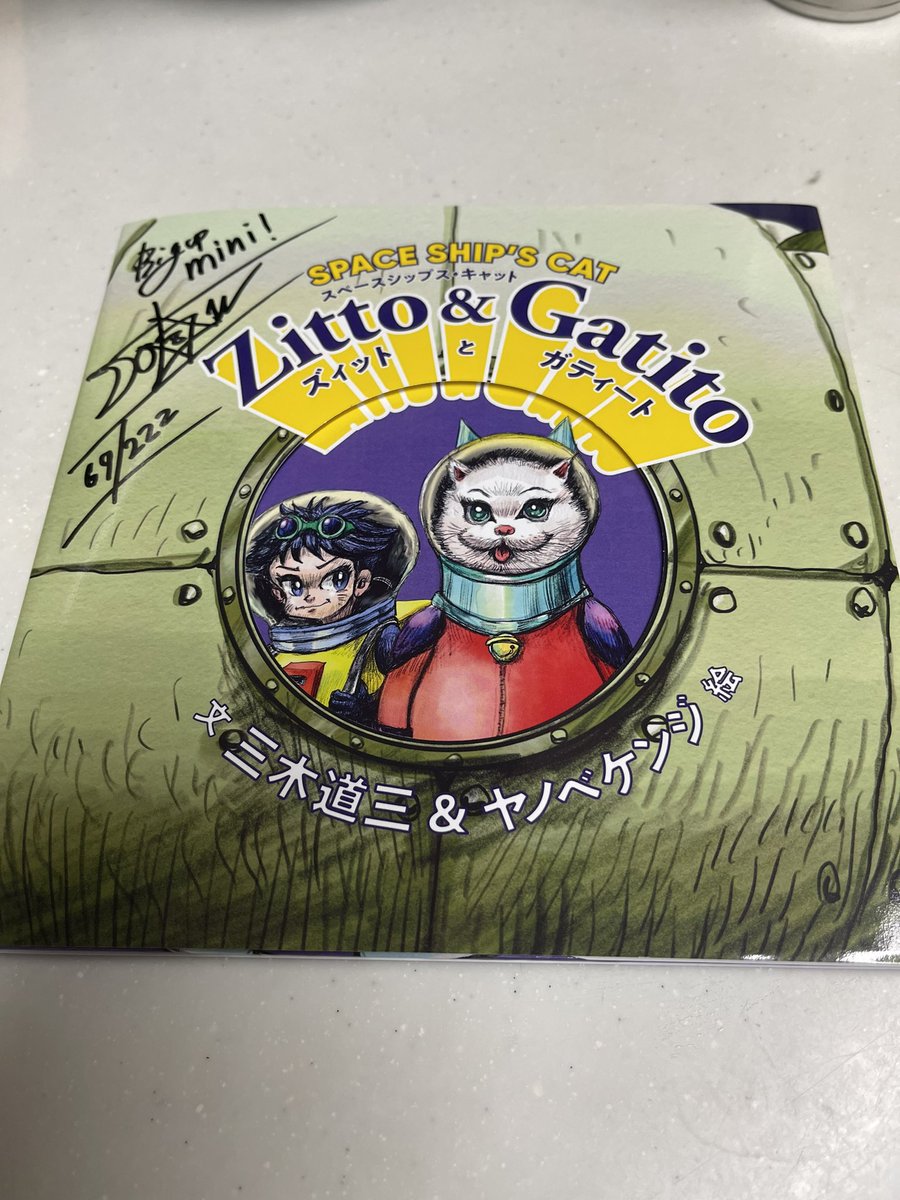 Big up
mini!
69/222
SPACE SHIP'S CAT
スペースシップス・キャット
Zitto & Gatito
ズィット と ガティート
文 三木道三 & ヤノベケンジ 絵